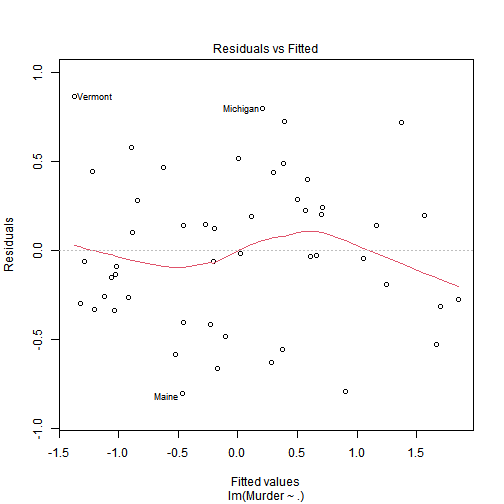 Residuals vs Fitted
1.0
0.5
0.0
-0.5
-1.0
Residuals
Vermont
Michigan
Maine
-1.5 -1.0 -0.5 0.0 0.5 1.0 1.5
Fitted values
lm(Murder ~ .)